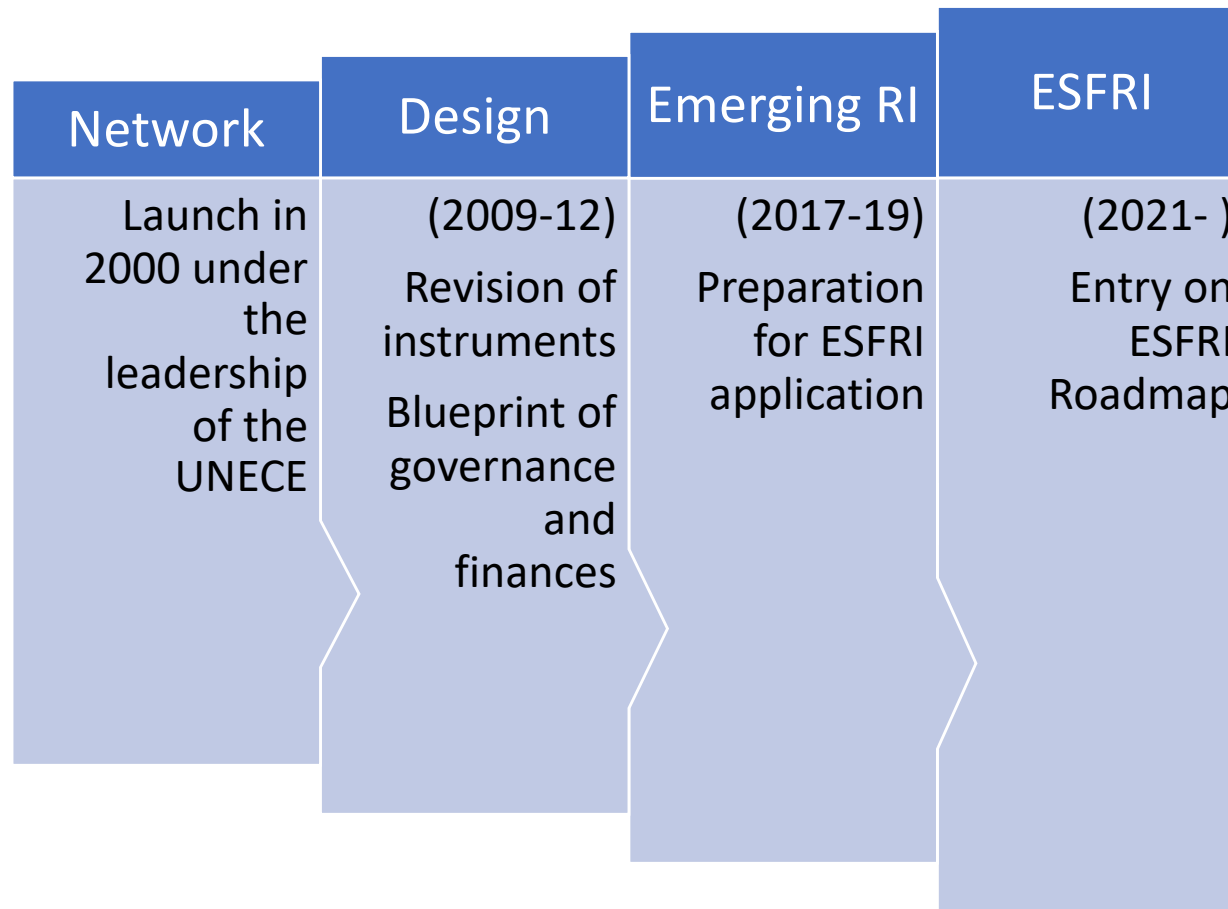 Network
Launch in
2000 under
the
leadership
of the
UNECE
Design
(2009-12)
Revision of
instruments
Blueprint of
governance
and
finances
Emerging RI
(2017-19)
Preparation
for ESFRI
application
ESFRI
(2021- )
Entry on
ESFRI
Roadmap